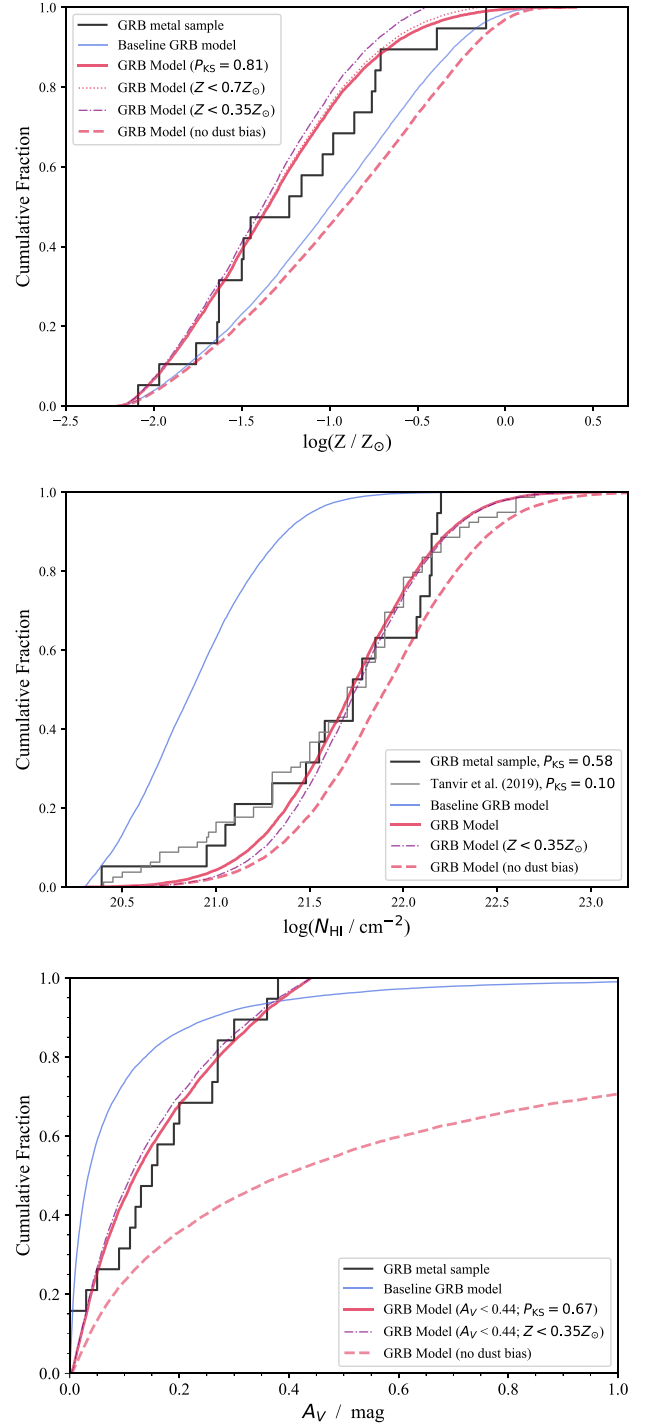 1.0
0.8
0.6
0.4
0.2
0.0
Cumulative Fraction
GRB metal sample
Baseline GRB model
GRB Model (P_KS = 0.81)
GRB Model (Z < 0.7Z⊙)
GRB Model (Z < 0.35Z⊙)
GRB Model (no dust bias)
−2.5 −2.0 −1.5 −1.0 −0.5 0.0 0.5
log(Z / Z⊙)
1.0
0.8
0.6
0.4
0.2
0.0
Cumulative Fraction
GRB metal sample, P_KS = 0.58
Tanvir et al. (2019), P_KS = 0.10
Baseline GRB model
GRB Model
GRB Model (Z < 0.35Z⊙)
GRB Model (no dust bias)
20.5 21.0 21.5 22.0 22.5 23.0
log(N_HI / cm⁻²)
1.0
0.8
0.6
0.4
0.2
0.0
Cumulative Fraction
GRB metal sample
Baseline GRB model
GRB Model (A_V < 0.44; P_KS = 0.67)
GRB Model (A_V < 0.44; Z < 0.35Z⊙)
GRB Model (no dust bias)
0.0 0.2 0.4 0.6 0.8 1.0
A_V / mag